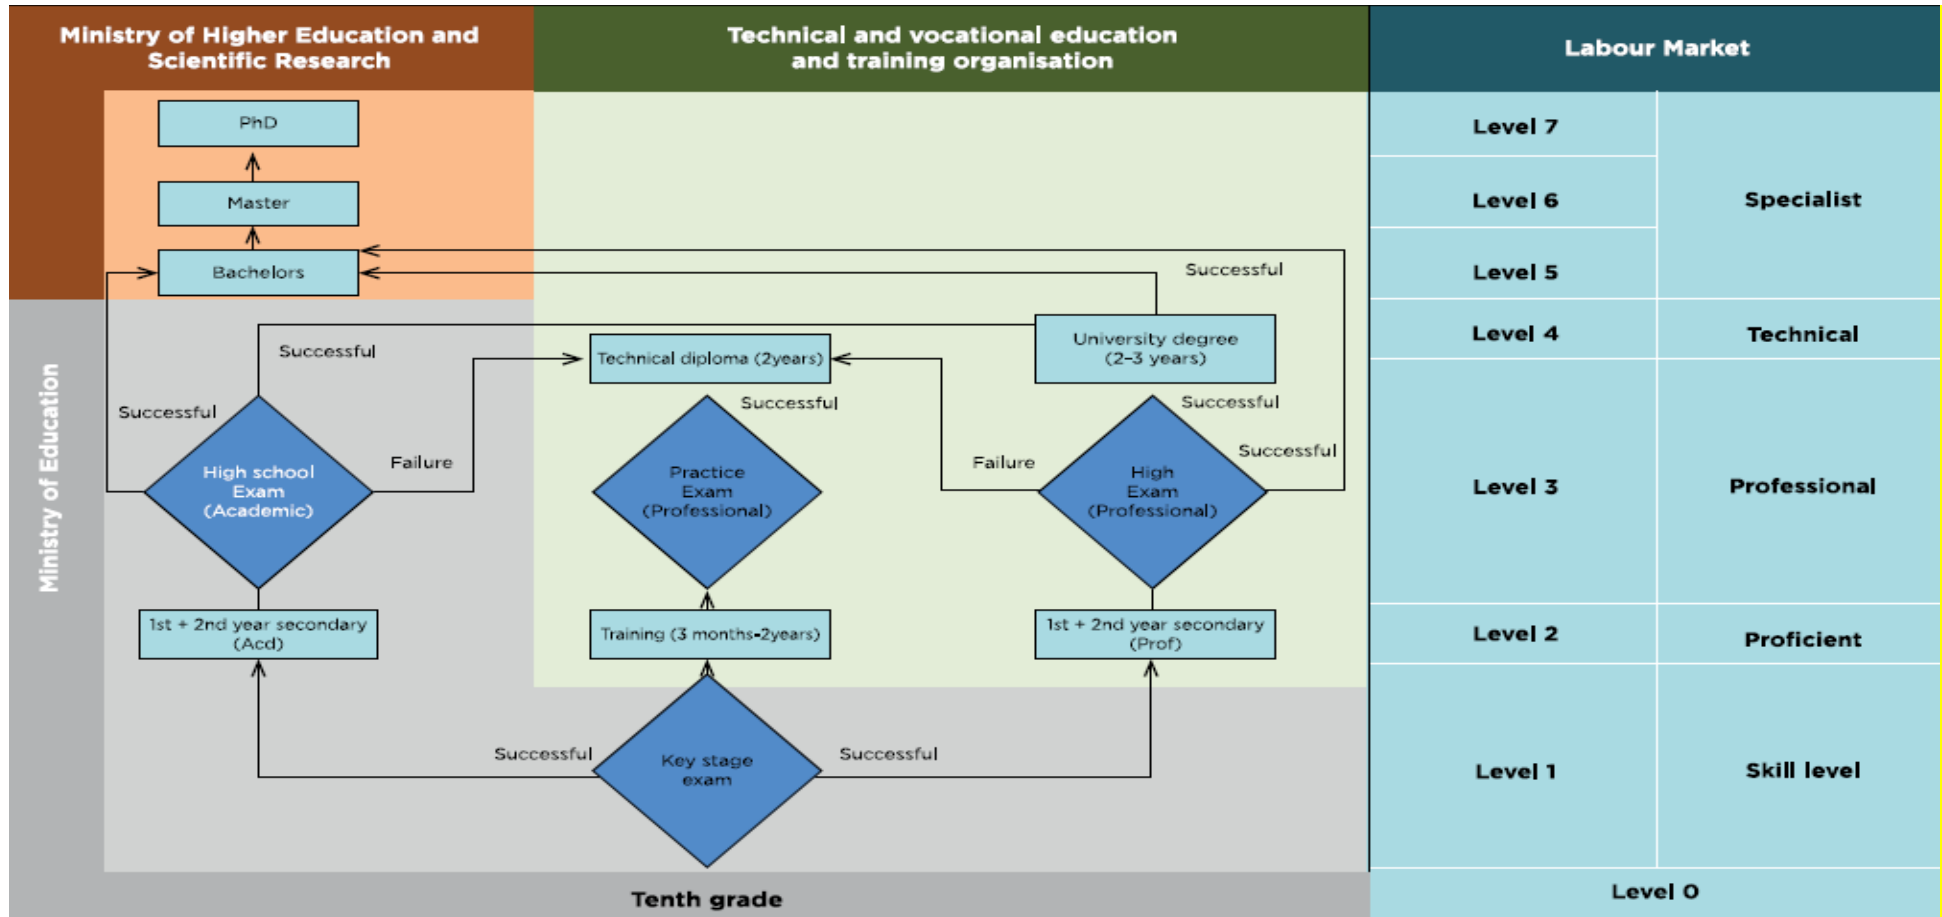 Ministry of Higher Education and
Scientific Research
Technical and vocational education
and training organisation
Labour Market
PhD
Level 7
Master
Level 6
Specialist
Bachelors
Successful
Level 5
University degree
(2-3 years)
Level 4
Technical
Successful
Technical diploma (2years)
Successful
Successful
Successful
Ministry of Education
High school
Exam
(Academic)
Failure
Practice
Exam
(Professional)
Failure
High
Exam
(Professional)
Successful
Level 3
Professional
1st + 2nd year secondary
(Acd)
Training (3 months-2years)
1st + 2nd year secondary
(Prof)
Level 2
Proficient
Successful
Key stage
exam
Successful
Level 1
Skill level
Tenth grade
Level 0